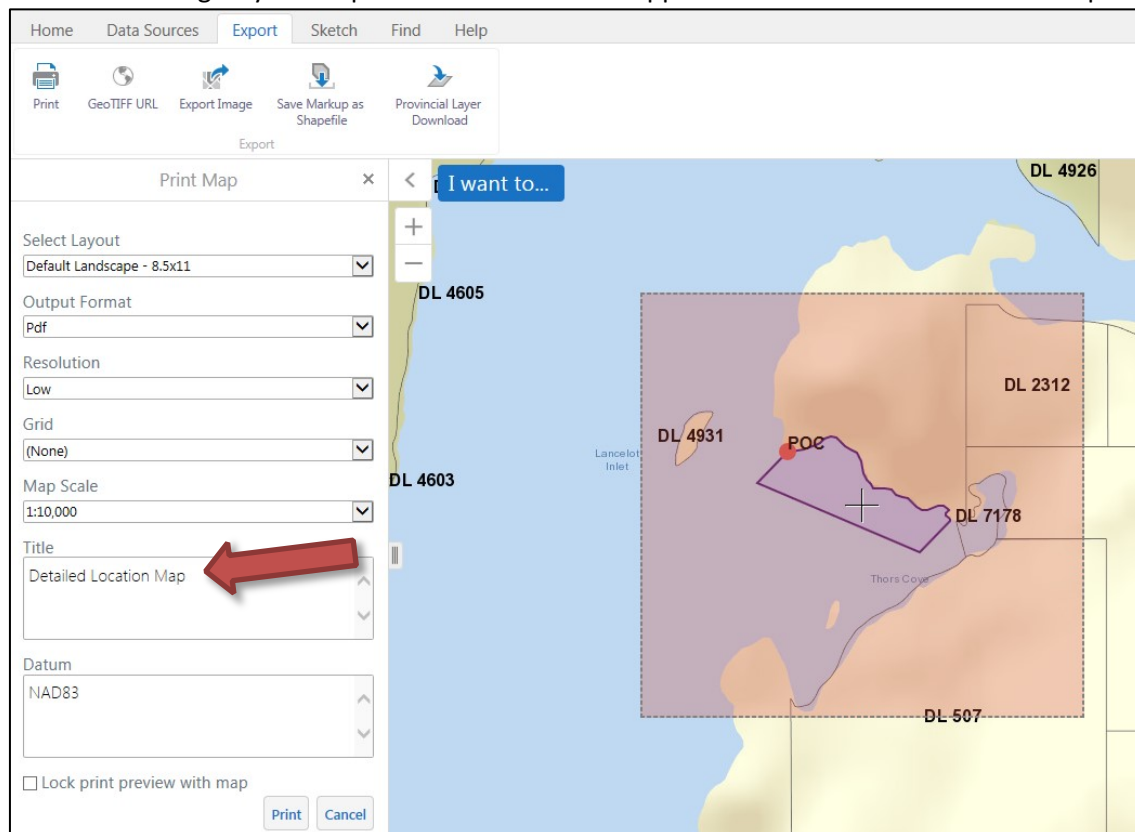 Home Data Sources Export Sketch Find Help
Print GeoTIFF URL Export Image Save Markup as Shapefile Provincial Layer Download
Export
Print Map
I want to...
Select Layout
Default Landscape - 8.5x11
Output Format
Pdf
Resolution
Low
Grid
(None)
Map Scale
1:10,000
Title
Detailed Location Map
Datum
NAD83
Lock print preview with map
Print Cancel
DL 4926
DL 4605
DL 2312
DL 4931
POC
Lancelot
Inlet
DL 4603
DL 7178
Thors Cove
DL 507